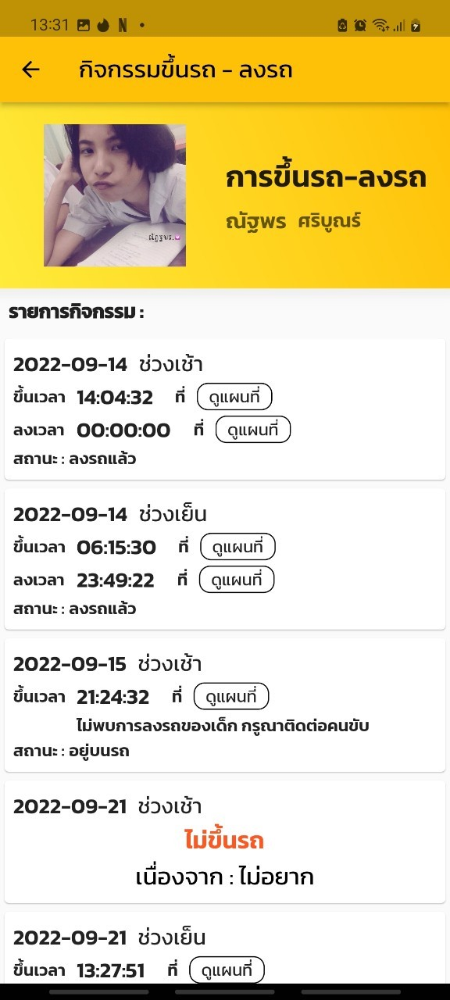 13:31
กิจกรรมขึ้นรถ - ลงรถ
การขึ้นรถ-ลงรถ
ณัฐพร ศริบูณร์
รายการกิจกรรม :
2022-09-14 ช่วงเช้า
ขึ้นเวลา 14:04:32 ที่ ดูแผนที่
ลงเวลา 00:00:00 ที่ ดูแผนที่
สถานะ : ลงรถแล้ว
2022-09-14 ช่วงเย็น
ขึ้นเวลา 06:15:30 ที่ ดูแผนที่
ลงเวลา 23:49:22 ที่ ดูแผนที่
สถานะ : ลงรถแล้ว
2022-09-15 ช่วงเช้า
ขึ้นเวลา 21:24:32 ที่ ดูแผนที่
ไม่พบการลงรถของเด็ก กรูณาติดต่อคนขับ
สถานะ : อยู่บนรถ
2022-09-21 ช่วงเช้า
ไม่ขึ้นรถ
เนื่องจาก : ไม่อยาก
2022-09-21 ช่วงเย็น
ขึ้นเวลา 13:27:51 ที่ ดูแผนที่